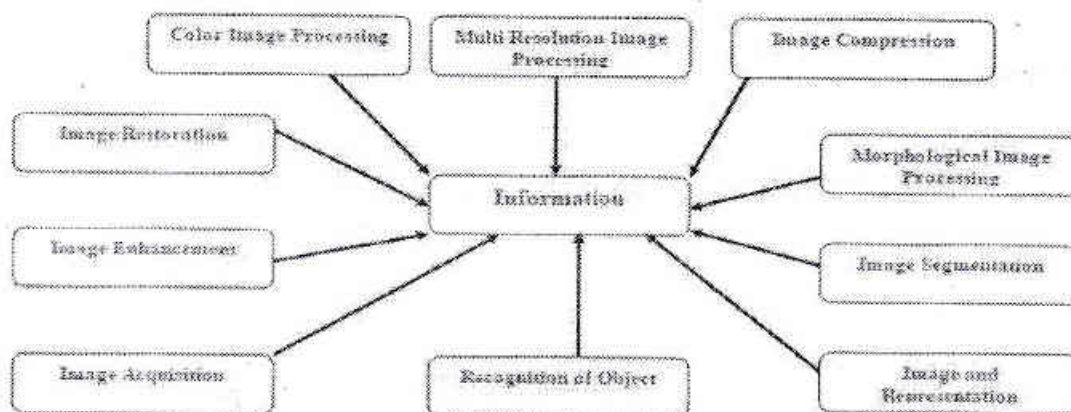 Color Image Processing
Multi Resolution Image
Processing
Image Compression
Image Restoration
Morphological Image
Processing
Information
Image Enhancement
Image Segmentation
Image Acquisition
Recognition of Object
Image and
Representation